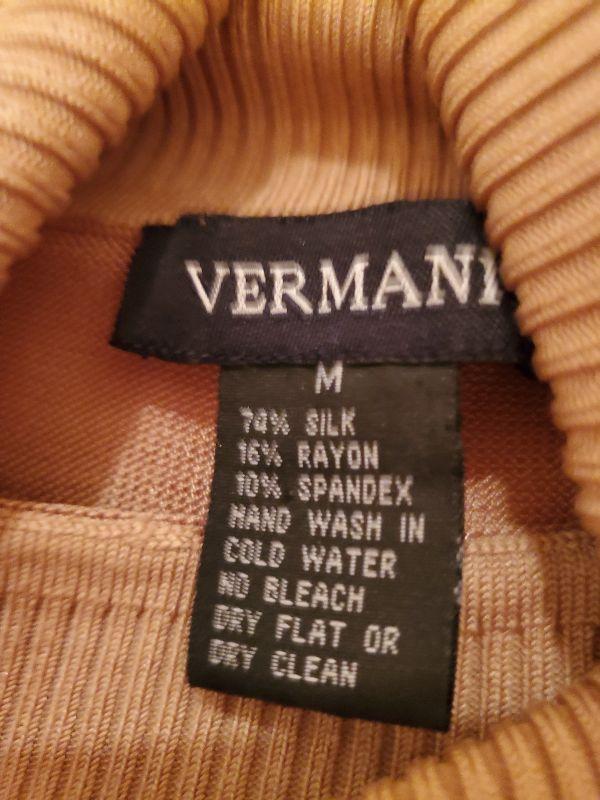 VERMANI
M
74% SILK
16% RAYON
10% SPANDEX
HAND WASH IN
COLD WATER
NO BLEACH
DRY FLAT OR
DRY CLEAN